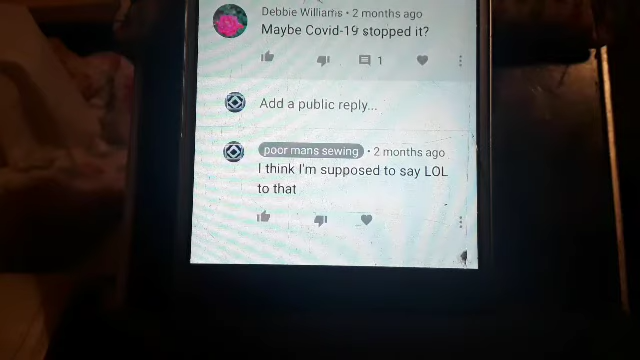 Debbie Williams • 2 months ago
Maybe Covid-19 stopped it?
1
Add a public reply...
poor mans sewing • 2 months ago
I think I'm supposed to say LOL
to that